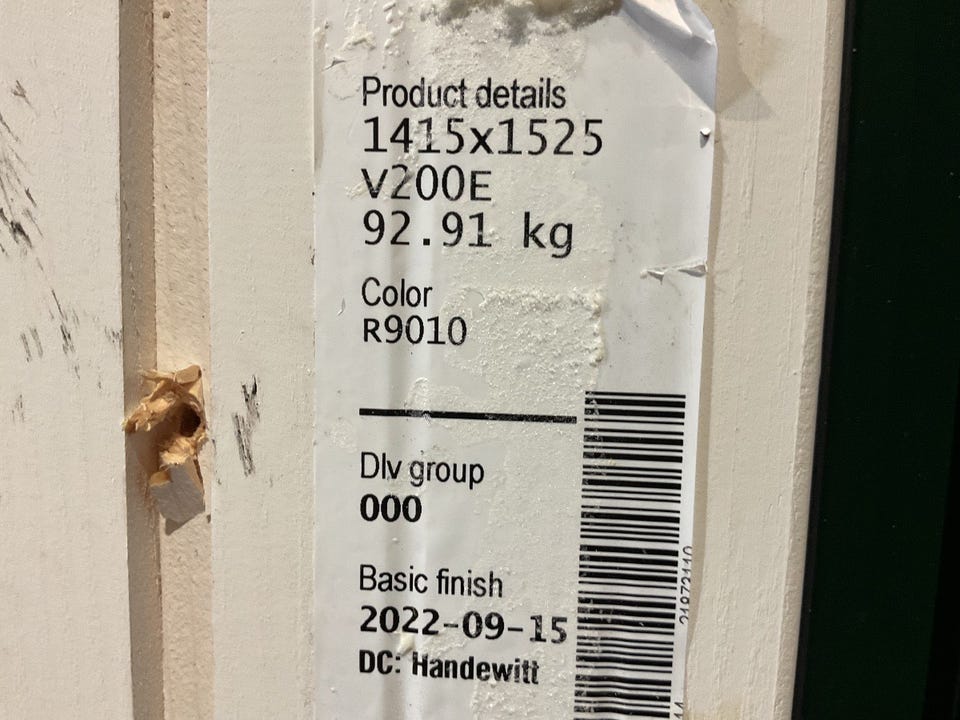 Product details
1415x1525
V200E
92.91 kg
Color
R9010
Dlv group
000
Basic finish
2022-09-15
DC: Handewitt